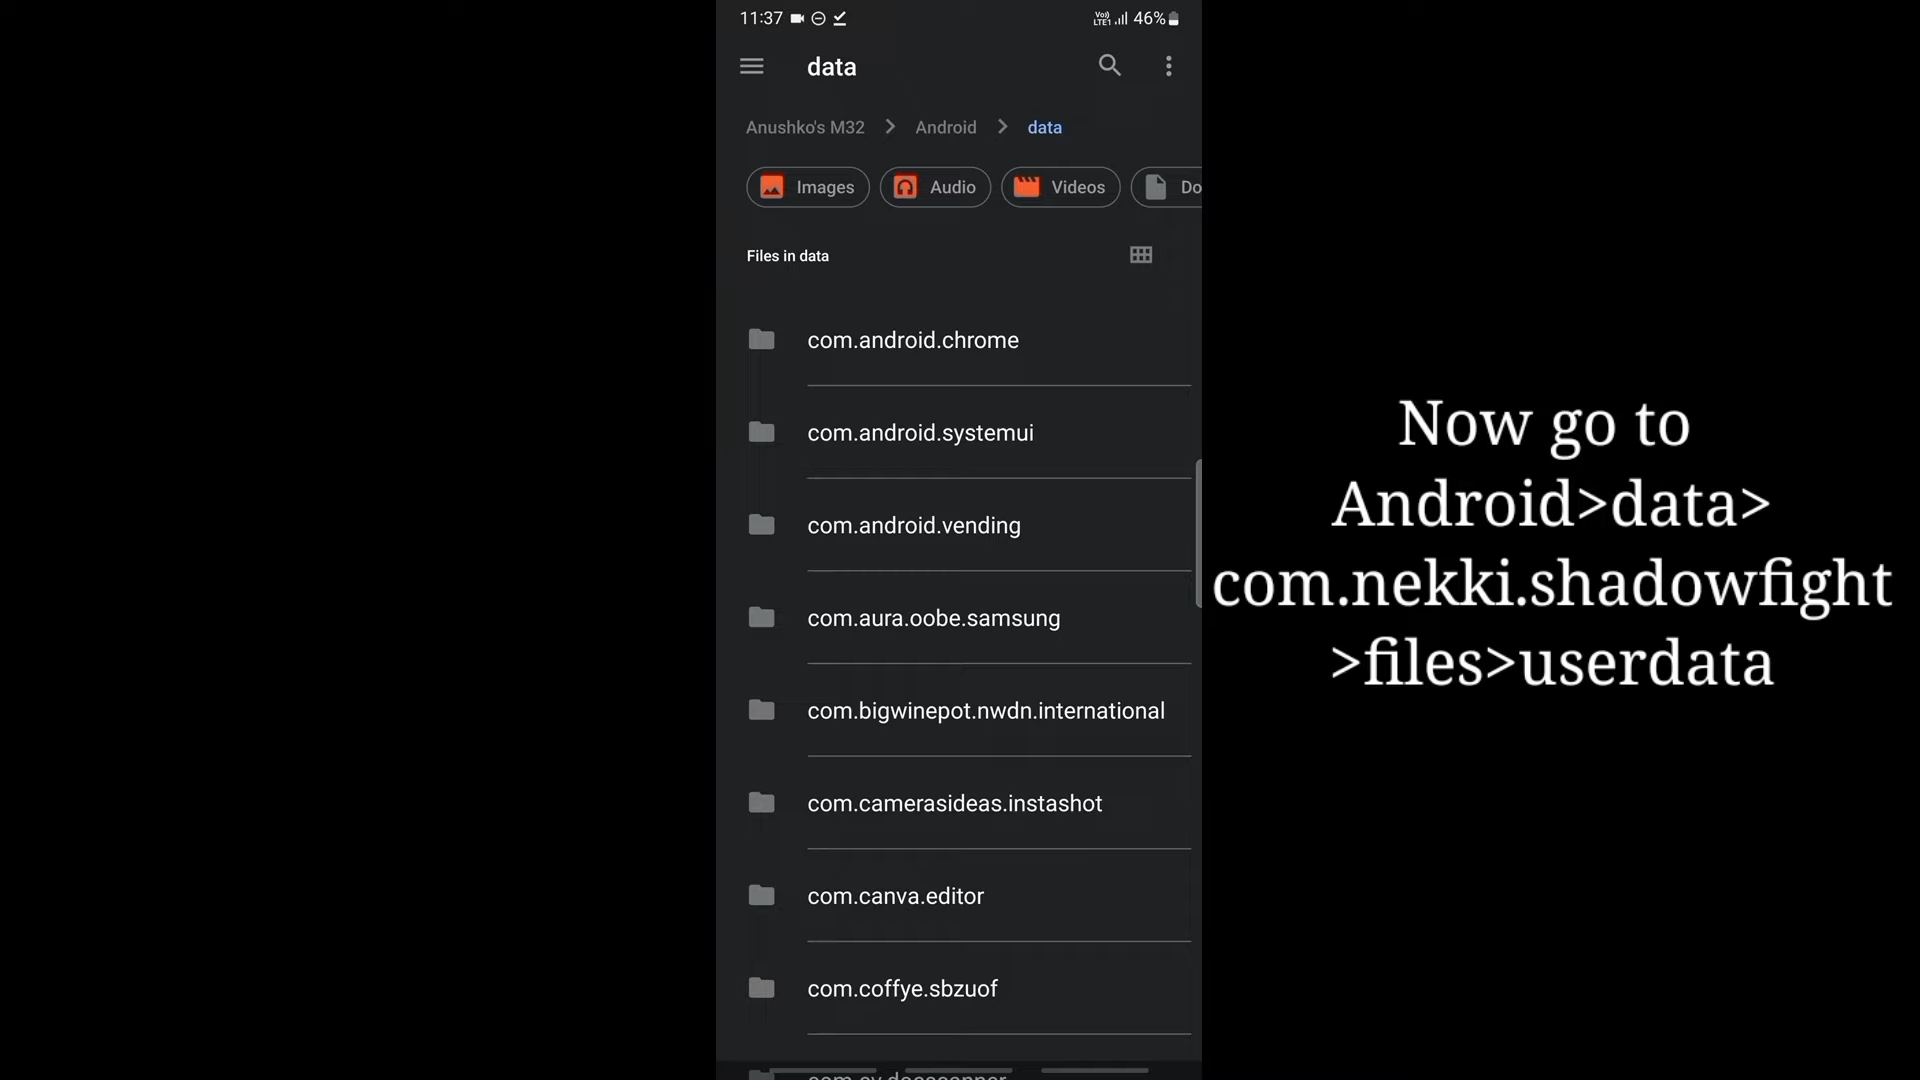 11:37
Vo))
LTE1
46%
data
Anushko's M32 > Android > data
Images
Audio
Videos
Do
Files in data
com.android.chrome
com.android.systemui
com.android.vending
com.aura.oobe.samsung
com.bigwinepot.nwdn.international
com.camerasideas.instashot
com.canva.editor
com.coffye.sbzuof
Now go to
Android>data>
com.nekki.shadowfight
>files>userdata